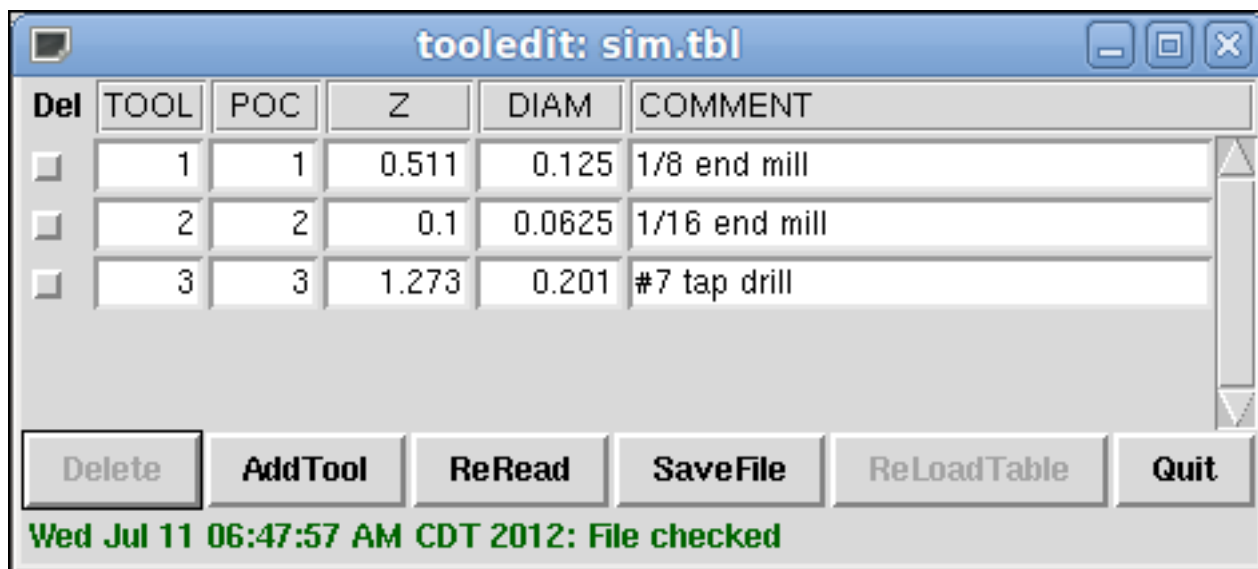 tooledit: sim.tbl
Del TOOL POC Z DIAM COMMENT
1 1 0.511 0.125 1/8 end mill
2 2 0.1 0.0625 1/16 end mill
3 3 1.273 0.201 #7 tap drill
Delete AddTool ReRead SaveFile ReLoadTable Quit
Wed Jul 11 06:47:57 AM CDT 2012: File checked